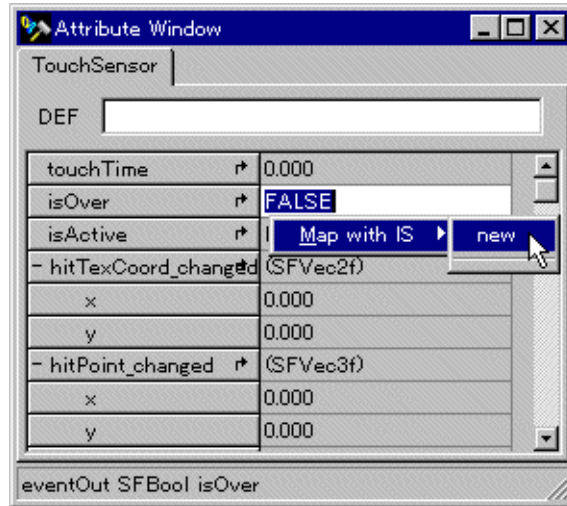 Attribute Window
TouchSensor
DEF
touchTime 0.000
isOver FALSE
isActive
Map with IS new
- hitTexCoord_changed (SFVec2f)
x 0.000
y 0.000
- hitPoint_changed (SFVec3f)
x 0.000
y 0.000
eventOut SFBool isOver